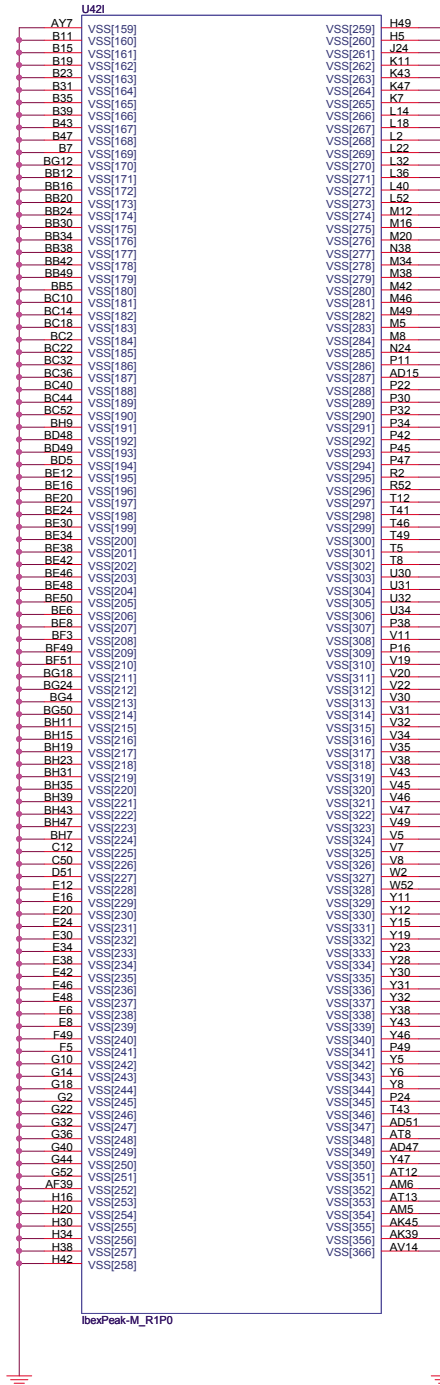 U42I
AY7 VSS[159] VSS[259] H49
B11 VSS[160] VSS[260] H5
B15 VSS[161] VSS[261] J24
B19 VSS[162] VSS[262] K11
B23 VSS[163] VSS[263] K43
B31 VSS[164] VSS[264] K47
B35 VSS[165] VSS[265] K7
B39 VSS[166] VSS[266] L14
B43 VSS[167] VSS[267] L18
B47 VSS[168] VSS[268] L2
B7 VSS[169] VSS[269] L22
BG12 VSS[170] VSS[270] L32
BB12 VSS[171] VSS[271] L36
BB16 VSS[172] VSS[272] L40
BB20 VSS[173] VSS[273] L52
BB24 VSS[174] VSS[274] M12
BB30 VSS[175] VSS[275] M16
BB34 VSS[176] VSS[276] M20
BB38 VSS[177] VSS[277] N38
BB42 VSS[178] VSS[278] M34
BB49 VSS[179] VSS[279] M38
BB5 VSS[180] VSS[280] M42
BC10 VSS[181] VSS[281] M46
BC14 VSS[182] VSS[282] M49
BC18 VSS[183] VSS[283] M5
BC2 VSS[184] VSS[284] M8
BC22 VSS[185] VSS[285] N24
BC32 VSS[186] VSS[286] P11
BC36 VSS[187] VSS[287] AD15
BC40 VSS[188] VSS[288] P22
BC44 VSS[189] VSS[289] P30
BC52 VSS[190] VSS[290] P32
BH9 VSS[191] VSS[291] P34
BD48 VSS[192] VSS[292] P42
BD49 VSS[193] VSS[293] P45
BD5 VSS[194] VSS[294] P47
BE12 VSS[195] VSS[295] R2
BE16 VSS[196] VSS[296] R52
BE20 VSS[197] VSS[297] T12
BE24 VSS[198] VSS[298] T41
BE30 VSS[199] VSS[299] T46
BE34 VSS[200] VSS[300] T49
BE38 VSS[201] VSS[301] T5
BE42 VSS[202] VSS[302] T8
BE46 VSS[203] VSS[303] U30
BE48 VSS[204] VSS[304] U31
BE50 VSS[205] VSS[305] U32
BE6 VSS[206] VSS[306] U34
BE8 VSS[207] VSS[307] P38
BF3 VSS[208] VSS[308] V11
BF49 VSS[209] VSS[309] P16
BF51 VSS[210] VSS[310] V19
BG18 VSS[211] VSS[311] V20
BG24 VSS[212] VSS[312] V22
BG4 VSS[213] VSS[313] V30
BG50 VSS[214] VSS[314] V31
BH11 VSS[215] VSS[315] V32
BH15 VSS[216] VSS[316] V34
BH19 VSS[217] VSS[317] V35
BH23 VSS[218] VSS[318] V38
BH31 VSS[219] VSS[319] V43
BH35 VSS[220] VSS[320] V45
BH39 VSS[221] VSS[321] V46
BH43 VSS[222] VSS[322] V47
BH47 VSS[223] VSS[323] V49
BH7 VSS[224] VSS[324] V5
C12 VSS[225] VSS[325] V7
C50 VSS[226] VSS[326] V8
D51 VSS[227] VSS[327] W2
E12 VSS[228] VSS[328] W52
E16 VSS[229] VSS[329] Y11
E20 VSS[230] VSS[330] Y12
E24 VSS[231] VSS[331] Y15
E30 VSS[232] VSS[332] Y19
E34 VSS[233] VSS[333] Y23
E38 VSS[234] VSS[334] Y28
E42 VSS[235] VSS[335] Y30
E46 VSS[236] VSS[336] Y31
E48 VSS[237] VSS[337] Y32
E6 VSS[238] VSS[338] Y38
E8 VSS[239] VSS[339] Y43
F49 VSS[240] VSS[340] Y46
F5 VSS[241] VSS[341] P49
G10 VSS[242] VSS[342] Y5
G14 VSS[243] VSS[343] Y6
G18 VSS[244] VSS[344] Y8
G2 VSS[245] VSS[345] P24
G22 VSS[246] VSS[346] T43
G32 VSS[247] VSS[347] AD51
G36 VSS[248] VSS[348] AT8
G40 VSS[249] VSS[349] AD47
G44 VSS[250] VSS[350] Y47
G52 VSS[251] VSS[351] AT12
AF39 VSS[252] VSS[352] AM6
H16 VSS[253] VSS[353] AT13
H20 VSS[254] VSS[354] AM5
H30 VSS[255] VSS[355] AK45
H34 VSS[256] VSS[356] AK39
H38 VSS[257] VSS[366] AV14
H42 VSS[258]
IbexPeak-M_R1P0